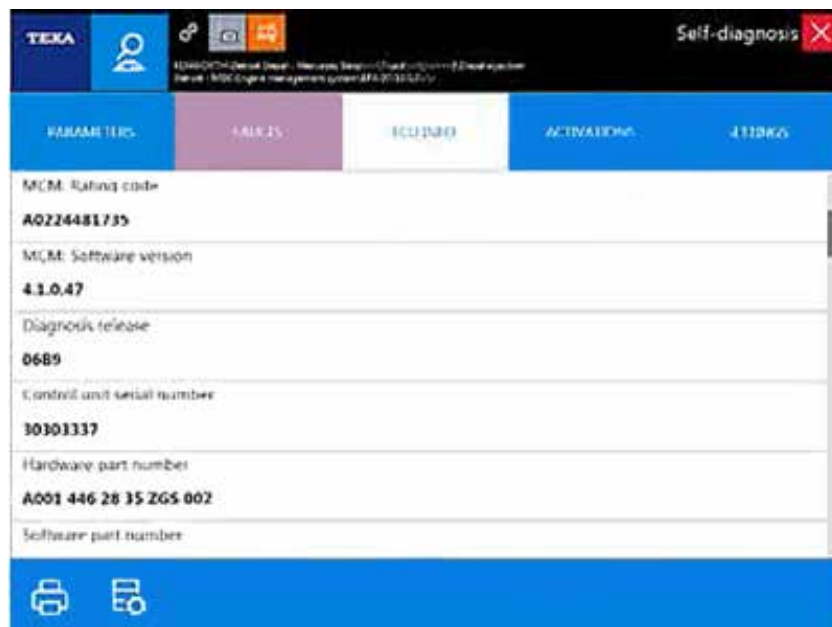 TEXA
Self-diagnosis
PARAMETERS
ECU INFO
ACTIVATIONS
MCM: Rating code
A0224481735
MCM: Software version
4.1.0.47
Diagnosis release
06B9
Control unit serial number
30303337
Hardware part number
A001 446 28 35 ZGS 002
Software part number